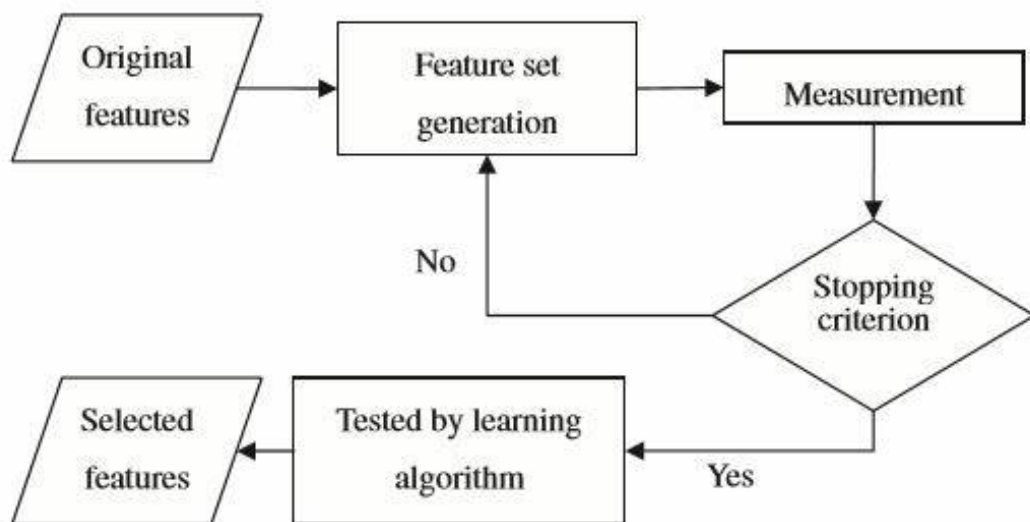 Original
features
Feature set
generation
Measurement
Stopping
criterion
No
Yes
Tested by learning
algorithm
Selected
features